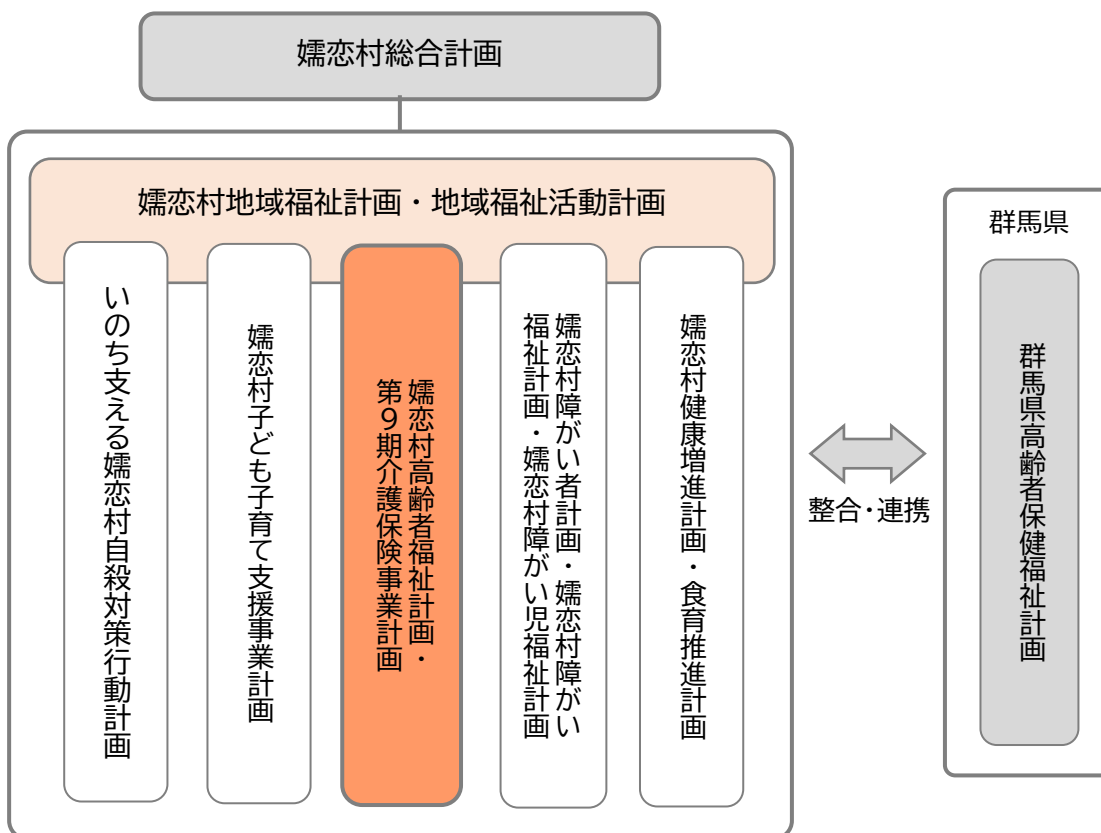 嬬恋村総合計画
嬬恋村地域福祉計画・地域福祉活動計画
いのち支える嬬恋村自殺対策行動計画
嬬恋村子ども子育て支援事業計画
嬬恋村高齢者福祉計画・
第９期介護保険事業計画
嬬恋村障がい者計画・嬬恋村障がい
福祉計画・嬬恋村障がい児福祉計画
嬬恋村健康増進計画・食育推進計画
整合・連携
群馬県
群馬県高齢者保健福祉計画